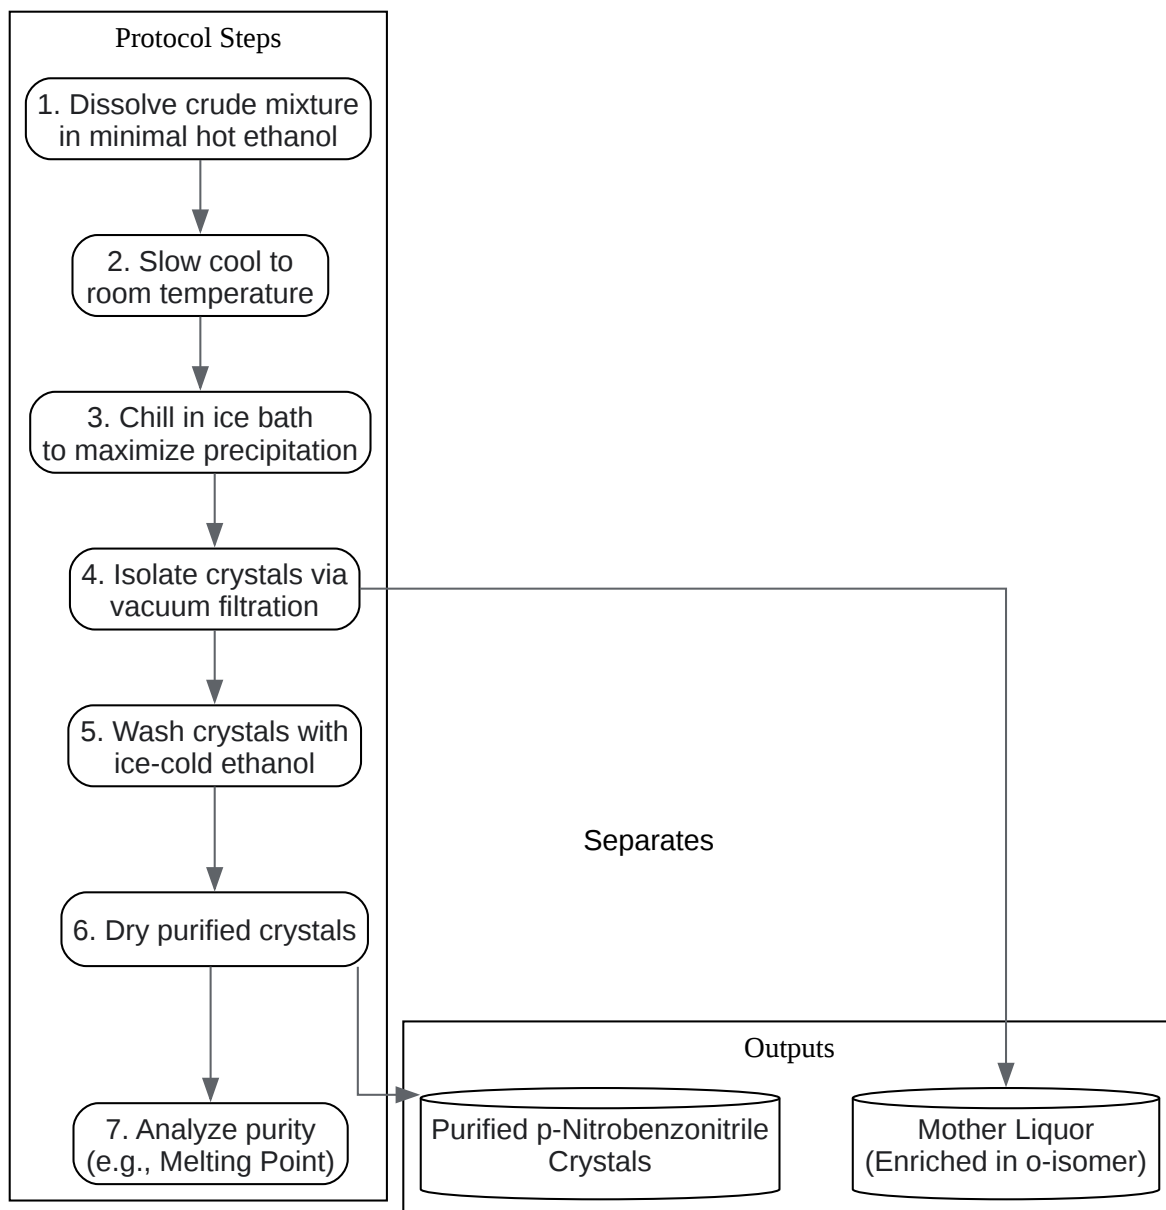 Protocol Steps
1. Dissolve crude mixture
in minimal hot ethanol
2. Slow cool to
room temperature
3. Chill in ice bath
to maximize precipitation
4. Isolate crystals via
vacuum filtration
5. Wash crystals with
ice-cold ethanol
Separates
6. Dry purified crystals
7. Analyze purity
(e.g., Melting Point)
Outputs
Purified p-Nitrobenzonitrile
Crystals
Mother Liquor
(Enriched in o-isomer)